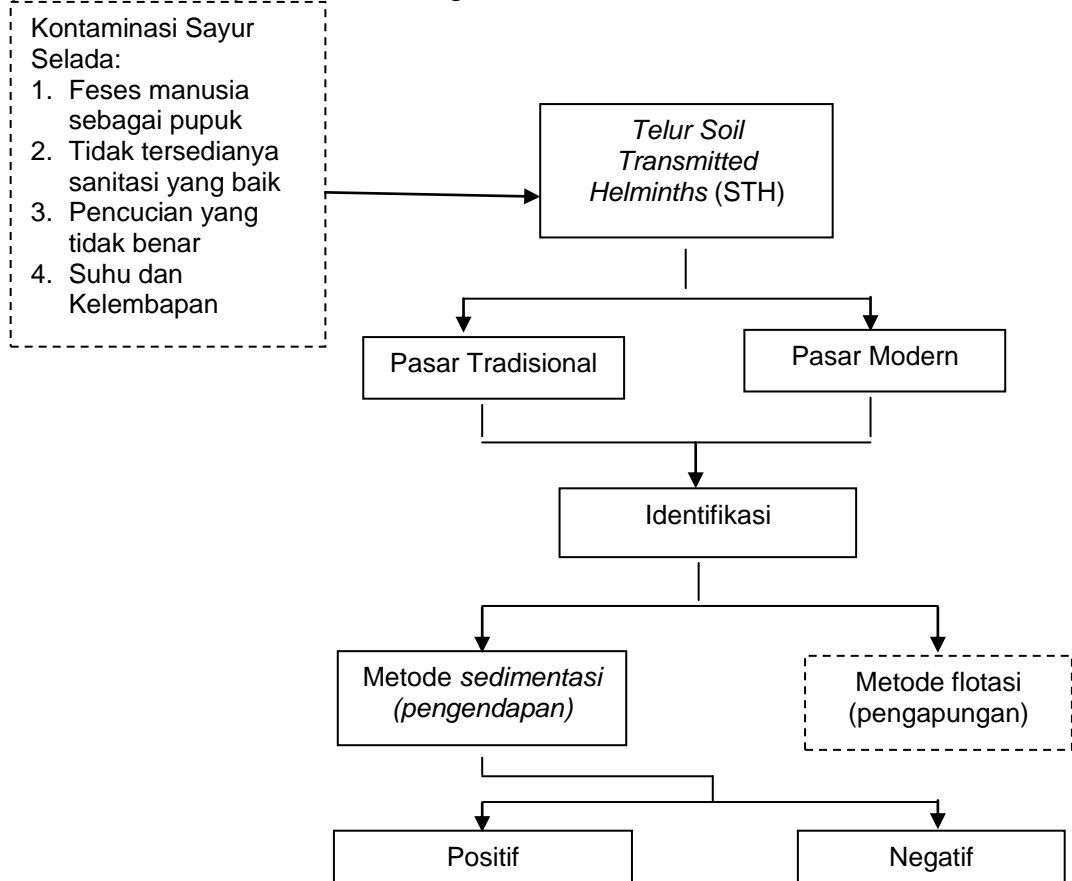 Kontaminasi Sayur
Selada:
1. Feses manusia
sebagai pupuk
2. Tidak tersedianya
sanitasi yang baik
3. Pencucian yang
tidak benar
4. Suhu dan
Kelembapan
Telur Soil
Transmitted
Helminths (STH)
Pasar Tradisional
Pasar Modern
Identifikasi
Metode sedimentasi
(pengendapan)
Metode flotasi
(pengapungan)
Positif
Negatif